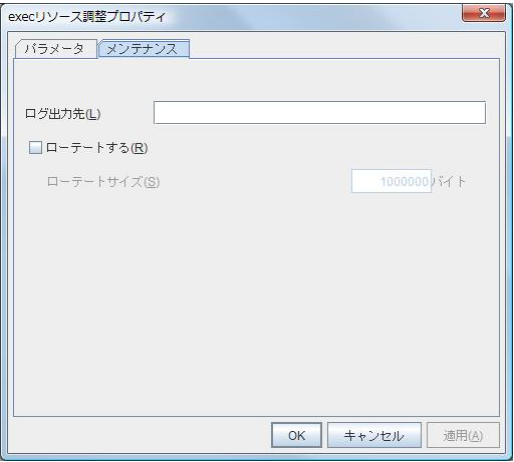 execリソース調整プロパティ
パラメータ メンテナンス
ログ出力先(L)
ローテートする(R)
ローテートサイズ(S) 1000000 バイト
OK キャンセル 適用(A)